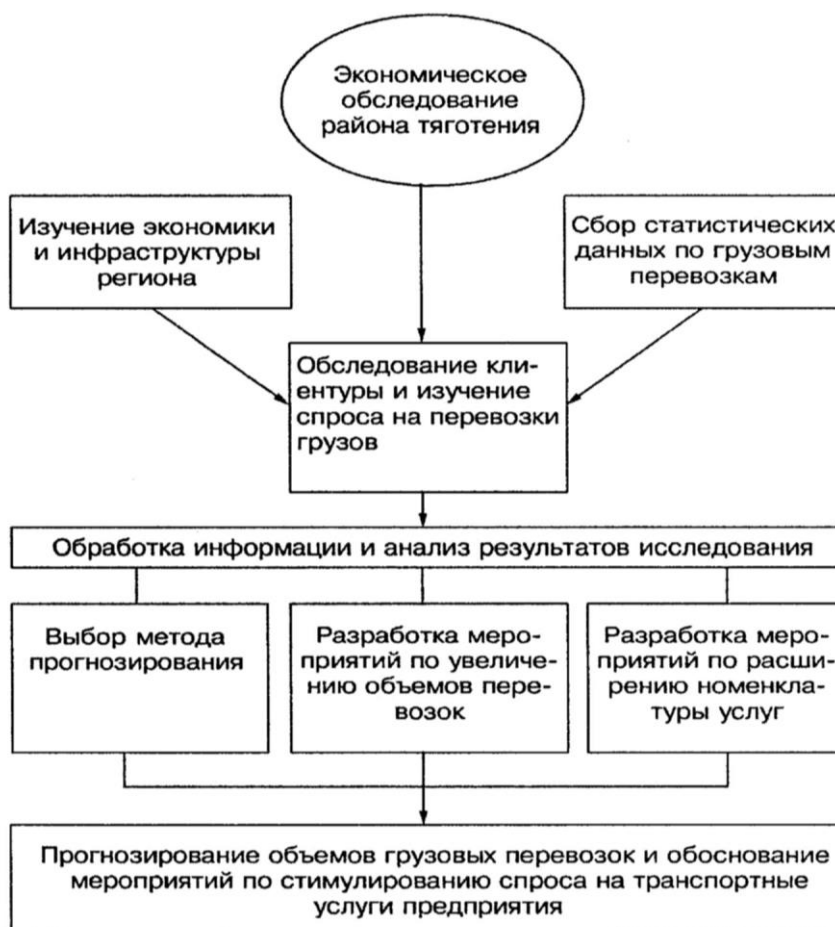 Экономическое
обследование
района тяготения
Изучение экономики
и инфраструктуры
региона
Сбор статистических
данных по грузовым
перевозкам
Обследование кли-
ентуры и изучение
спроса на перевозки
грузов
Обработка информации и анализ результатов исследования
Выбор метода
прогнозирования
Разработка меро-
приятий по увеличе-
нию объемов пере-
возок
Разработка меро-
приятий по расши-
рению номенкла-
туры услуг
Прогнозирование объемов грузовых перевозок и обоснование
мероприятий по стимулированию спроса на транспортные
услуги предприятия